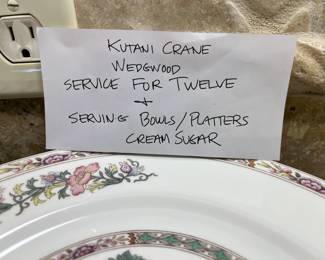 KUTANI CRANE
WEDGWOOD
SERVICE FOR TWELVE
+
SERVING BOWLS/PLATTERS
CREAM SUGAR